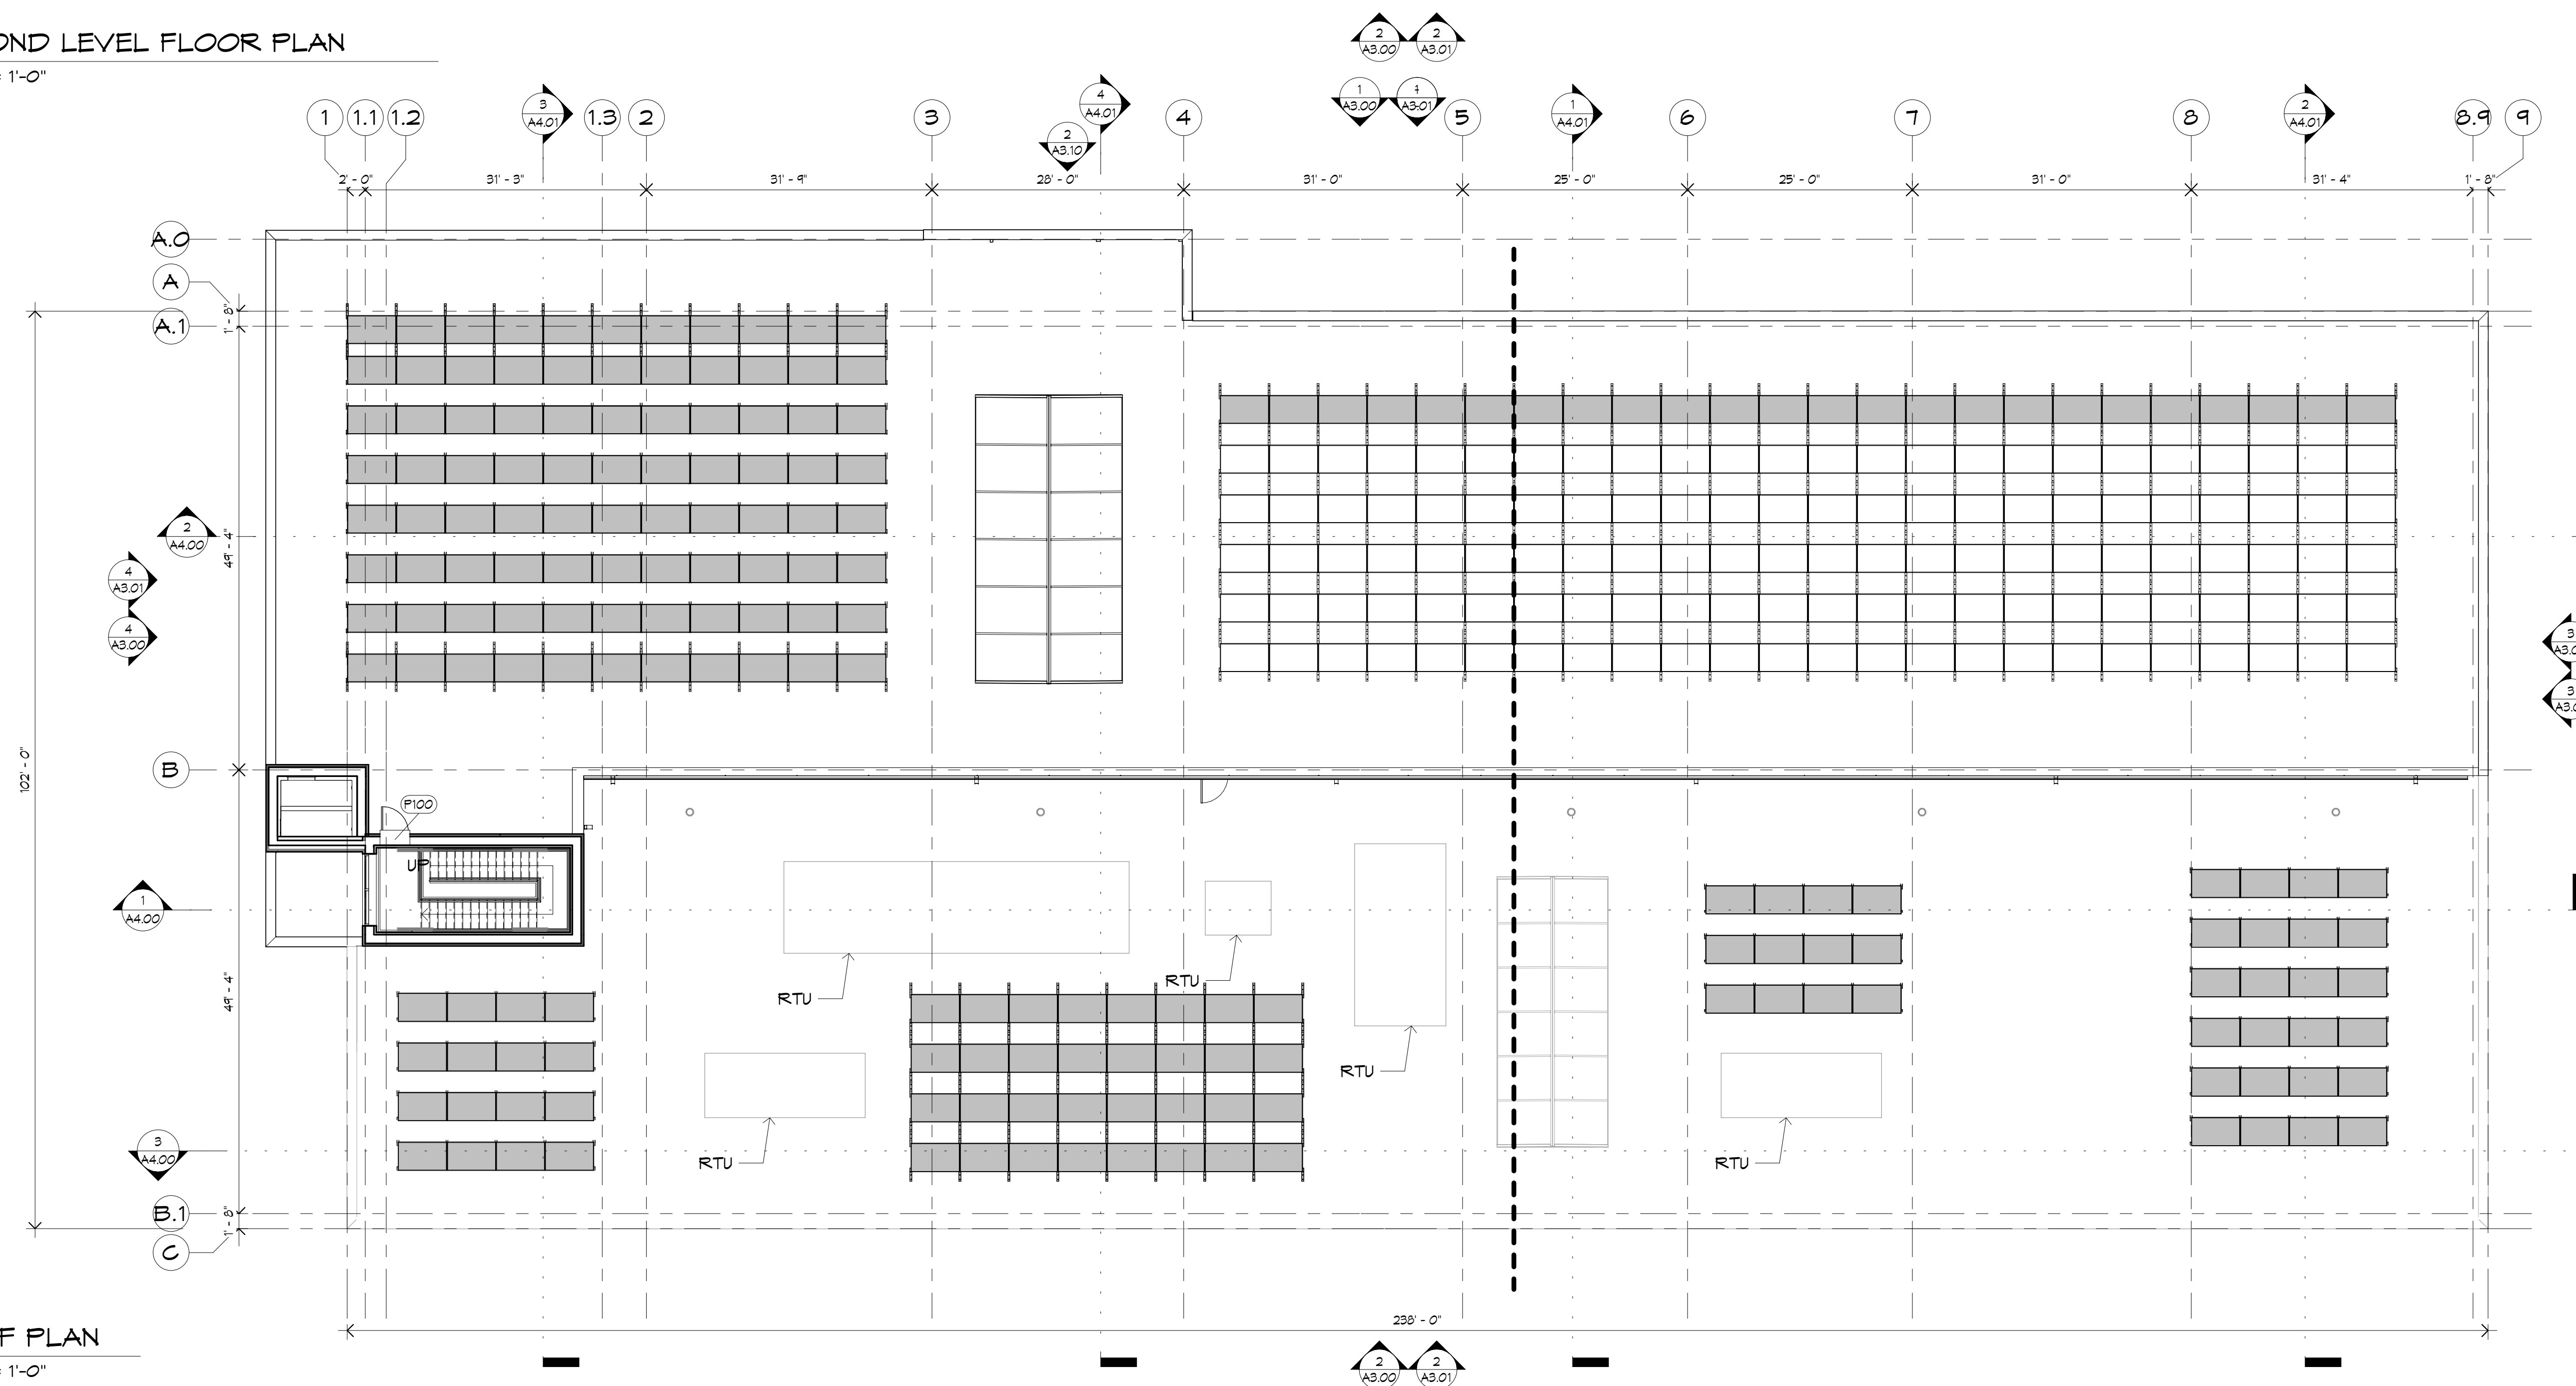 OND LEVEL FLOOR PLAN
= 1'-0"
2
A3.00
2
A3.01
1
A3.00
1
A3.01
1
1.1
1.2
3
A4.01
1.3
2
3
4
A4.01
2
A3.10
4
5
1
A4.01
6
7
8
2
A4.01
8.9
9
2' - 0"
31' - 3"
31' - 9"
28' - 0"
31' - 0"
25' - 0"
25' - 0"
31' - 0"
31' - 4"
1' - 8"
A.0
A
A.1
1' - 8"
2
A4.00
49' - 4"
4
A3.01
4
A3.00
3
3
102' - 0"
B
P100
UP
1
A4.00
RTU
RTU
RTU
RTU
RTU
49' - 4"
3
A4.00
B.1
1' - 8"
C
238' - 0"
F PLAN
= 1'-0"
2
A3.00
2
A3.01